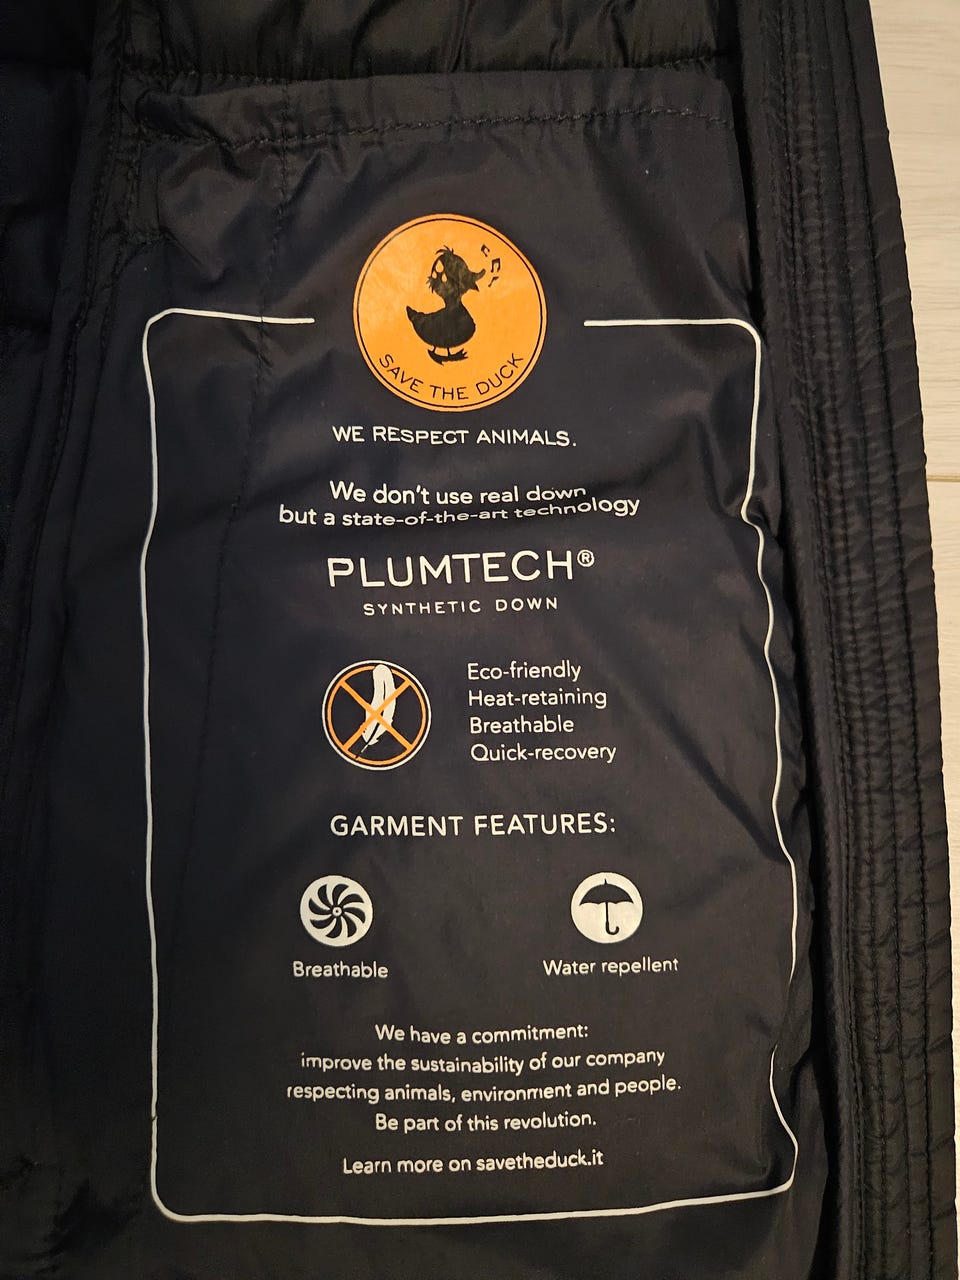 SAVE THE DUCK
WE RESPECT ANIMALS.
We don't use real down
but a state-of-the-art technology
PLUMTECH®
SYNTHETIC DOWN
Eco-friendly
Heat-retaining
Breathable
Quick-recovery
GARMENT FEATURES:
Breathable
Water repellent
We have a commitment:
improve the sustainability of our company
respecting animals, environment and people.
Be part of this revolution.
Learn more on savetheduck.it